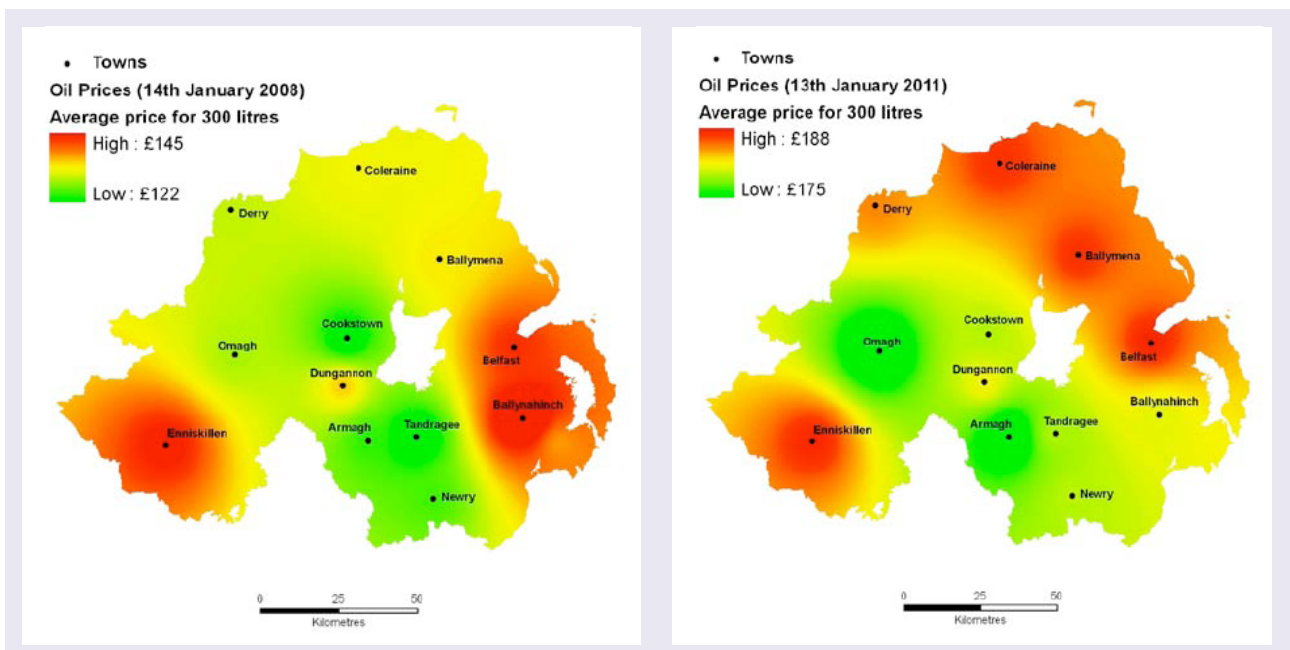 Towns
Oil Prices (14th January 2008)
Average price for 300 litres
High : £145
Low : £122
Coleraine
Derry
Ballymena
Cookstown
Omagh
Belfast
Dungannon
Ballynahinch
Enniskillen
Armagh
Tandragee
Newry
0 25 50
Kilometres
Towns
Oil Prices (13th January 2011)
Average price for 300 litres
High : £188
Low : £175
Coleraine
Derry
Ballymena
Cookstown
Omagh
Belfast
Dungannon
Ballynahinch
Armagh
Tandragee
Enniskillen
Newry
0 25 50
Kilometres